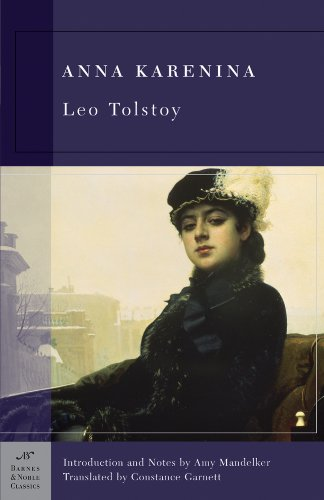 ANNA KARENINA
Leo Tolstoy
BARNES
& NOBLE
CLASSICS
Introduction and Notes by Amy Mandelker
Translated by Constance Garnett